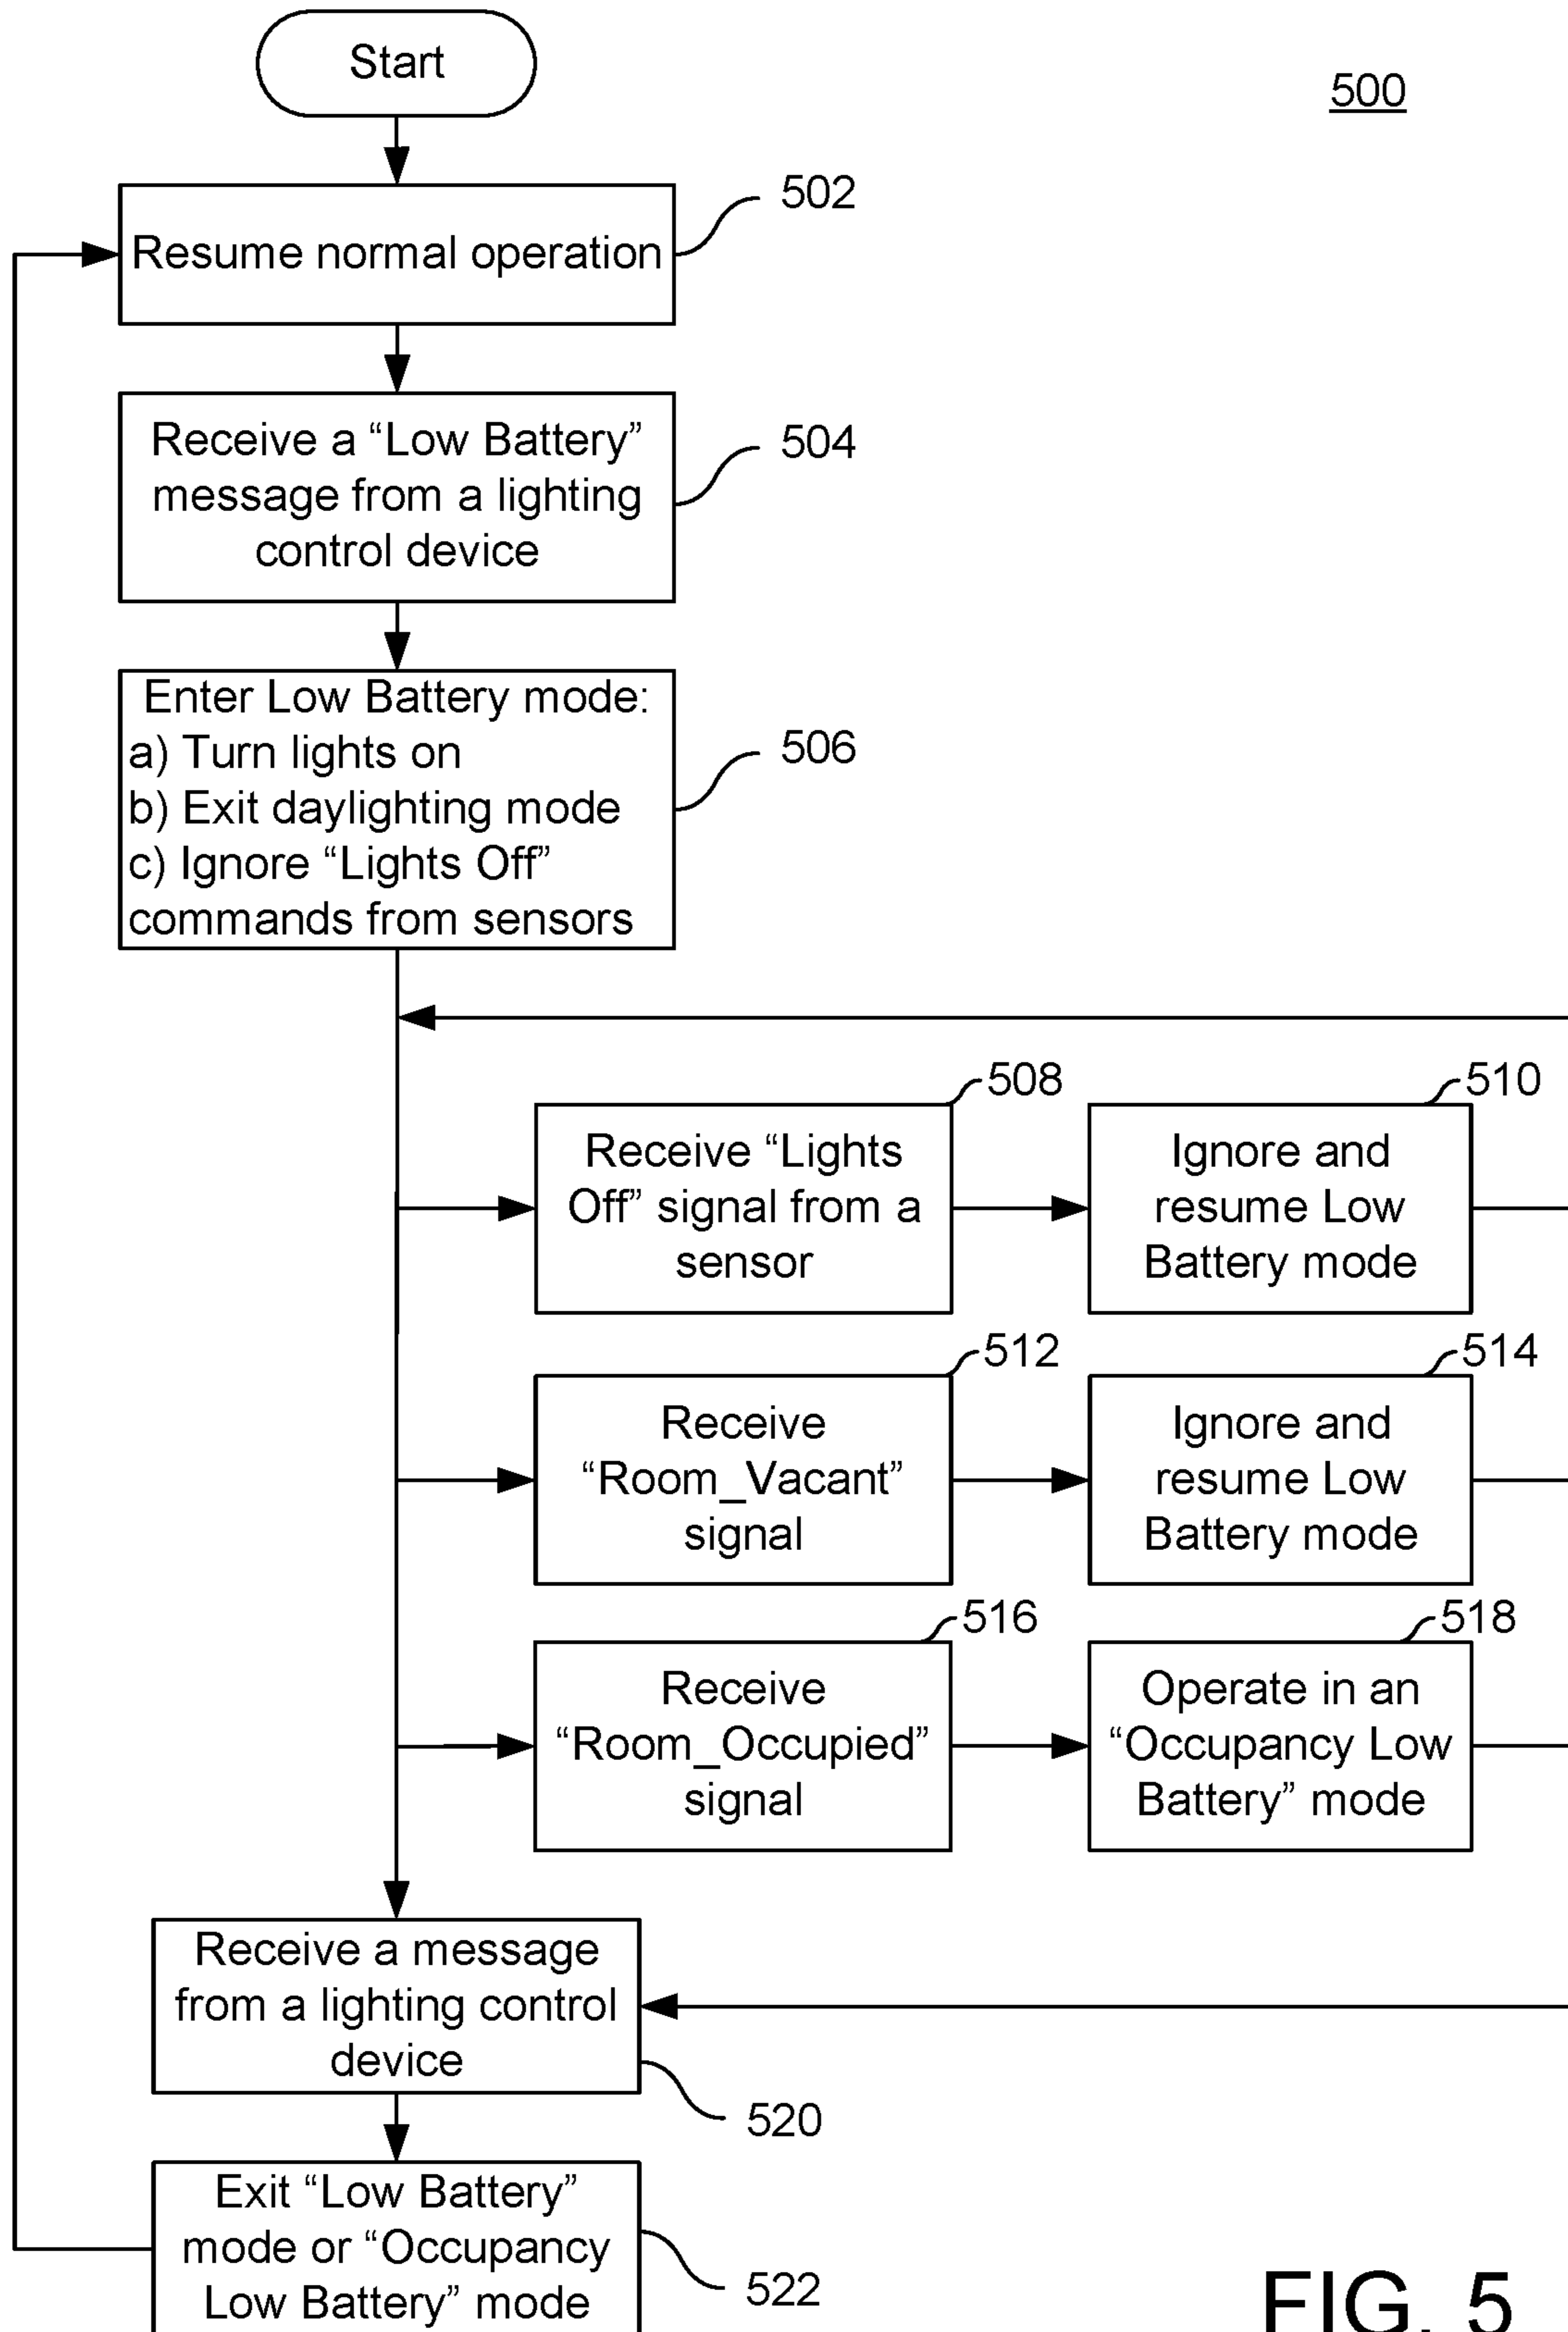 Start
500
502
Resume normal operation
504
Receive a “Low Battery”
message from a lighting
control device
506
Enter Low Battery mode:
a) Turn lights on
b) Exit daylighting mode
c) Ignore “Lights Off”
commands from sensors
508
Receive “Lights
Off” signal from a
sensor
510
Ignore and
resume Low
Battery mode
512
Receive
“Room_Vacant”
signal
514
Ignore and
resume Low
Battery mode
516
Receive
“Room_Occupied”
signal
518
Operate in an
“Occupancy Low
Battery” mode
Receive a message
from a lighting control
device
520
Exit “Low Battery”
mode or “Occupancy
Low Battery” mode
522
FIG. 5